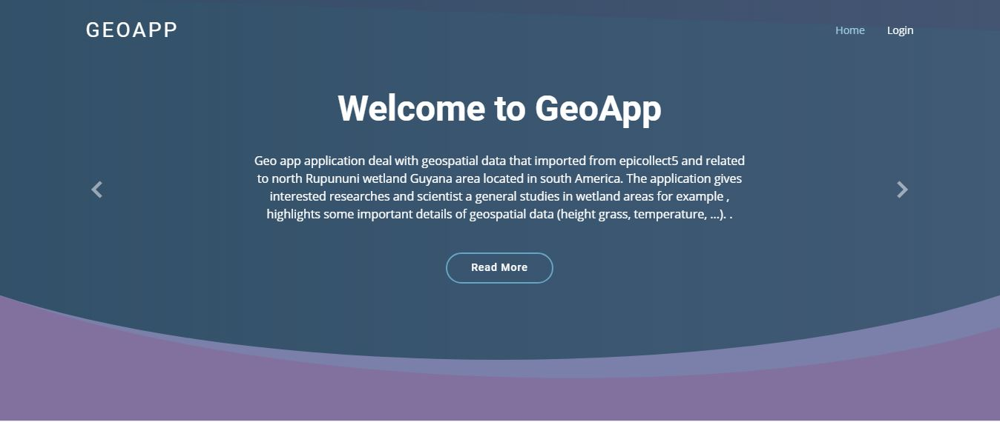 GEOAPP
Home
Login
Welcome to GeoApp
Geo app application deal with geospatial data that imported from epicollect5 and related
to north Rupununi wetland Guyana area located in south America. The application gives
interested researches and scientist a general studies in wetland areas for example ,
highlights some important details of geospatial data (height grass, temperature, ...). .
Read More